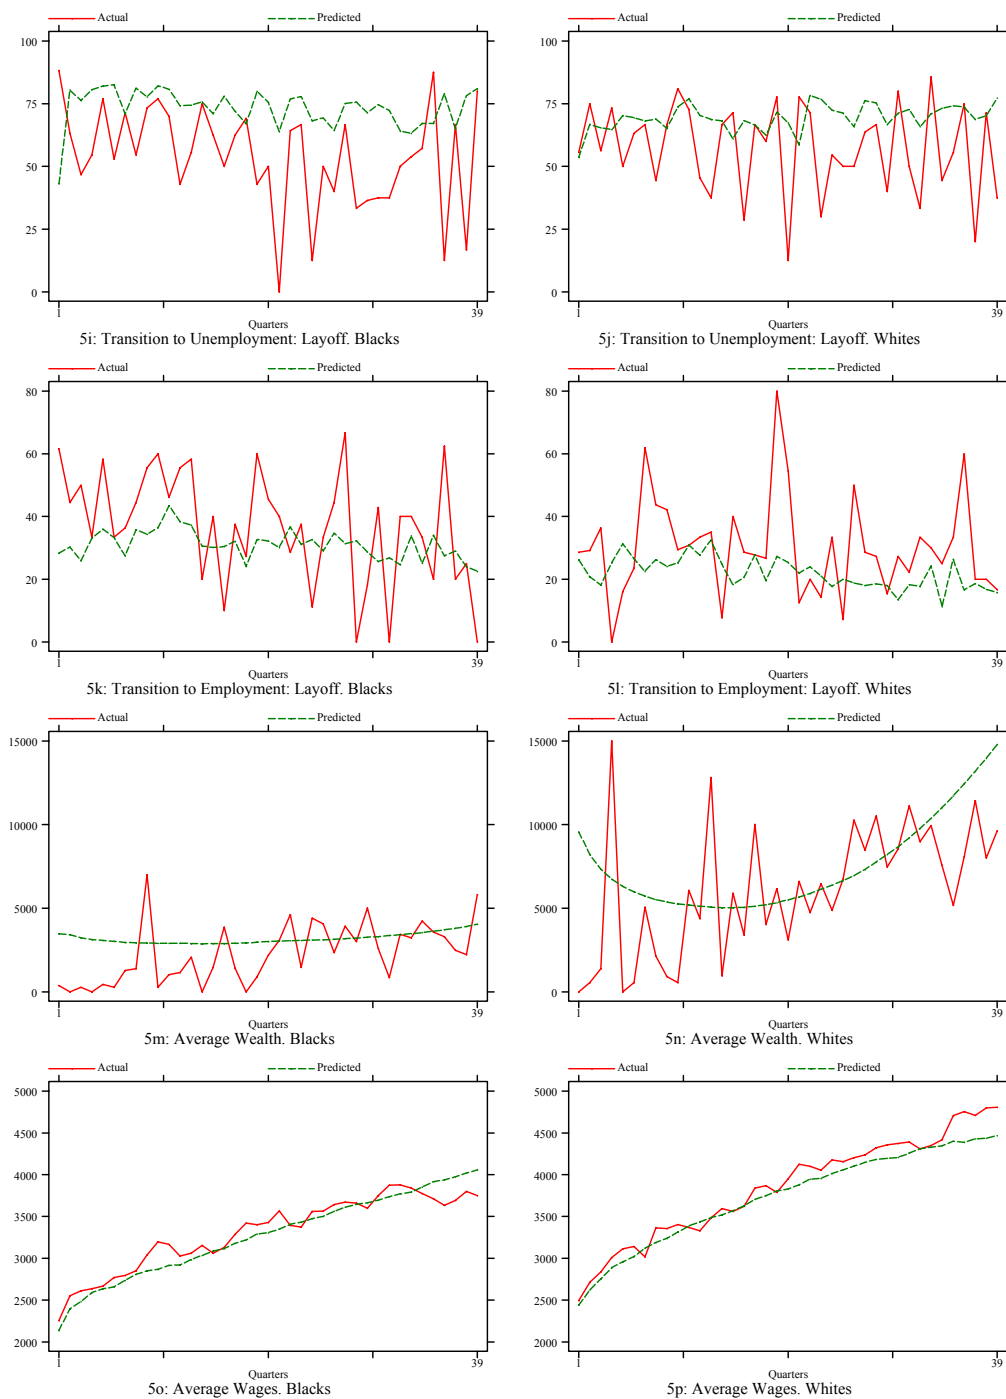 Actual Predicted Actual Predicted
100 100
75 75
50 50
25 25
0 0
1 39 1 39
Quarters Quarters
5i: Transition to Unemployment: Layoff. Blacks 5j: Transition to Unemployment: Layoff. Whites
Actual Predicted Actual Predicted
80 80
60 60
40 40
20 20
0 0
1 39 1 39
Quarters Quarters
5k: Transition to Employment: Layoff. Blacks 5l: Transition to Employment: Layoff. Whites
Actual Predicted Actual Predicted
15000 15000
10000 10000
5000 5000
0 0
1 39 1 39
Quarters Quarters
5m: Average Wealth. Blacks 5n: Average Wealth. Whites
Actual Predicted Actual Predicted
5000 5000
4500 4500
4000 4000
3500 3500
3000 3000
2500 2500
2000 2000
1 39 1 39
Quarters Quarters
5o: Average Wages. Blacks 5p: Average Wages. Whites